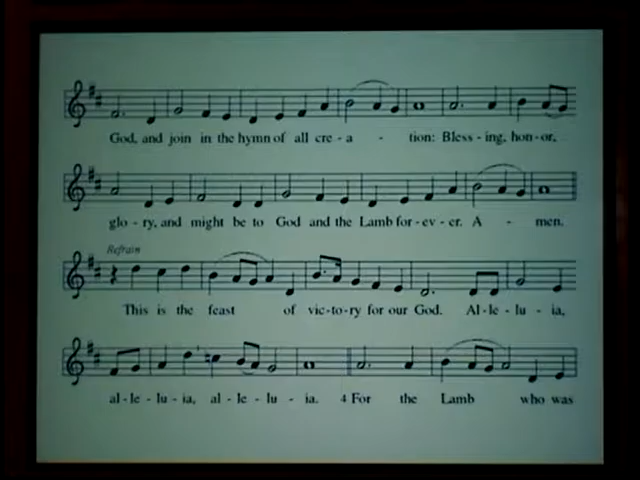 God, and join in the hymn of all cre - a - tion: Bless - ing, hon - or,
glo - ry, and might be to God and the Lamb for - ev - er. A - men.
Refrain
This is the feast of vic - to - ry for our God. Al - le - lu - ia,
al - le - lu - ia, al - le - lu - ia. 4 For the Lamb who was